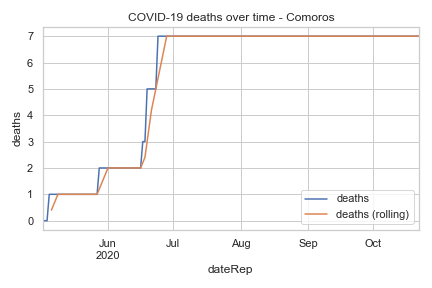 COVID-19 deaths over time - Comoros
7
6
5
4
3
2
1
0
deaths
deaths
deaths (rolling)
Jun Jul Aug Sep Oct
2020
dateRep